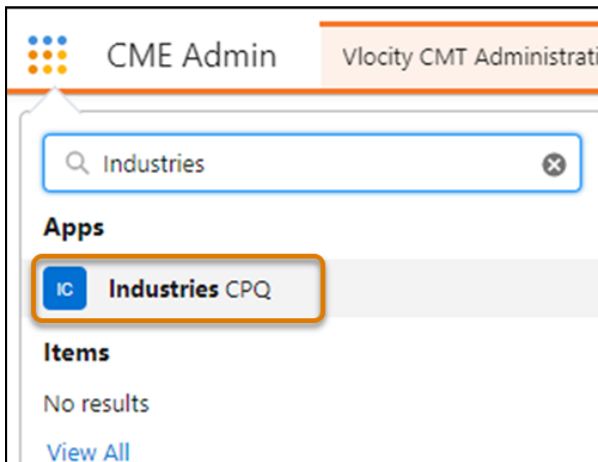 CME Admin
Vlocity CMT Administrati
Industries
Apps
IC Industries CPQ
Items
No results
View All